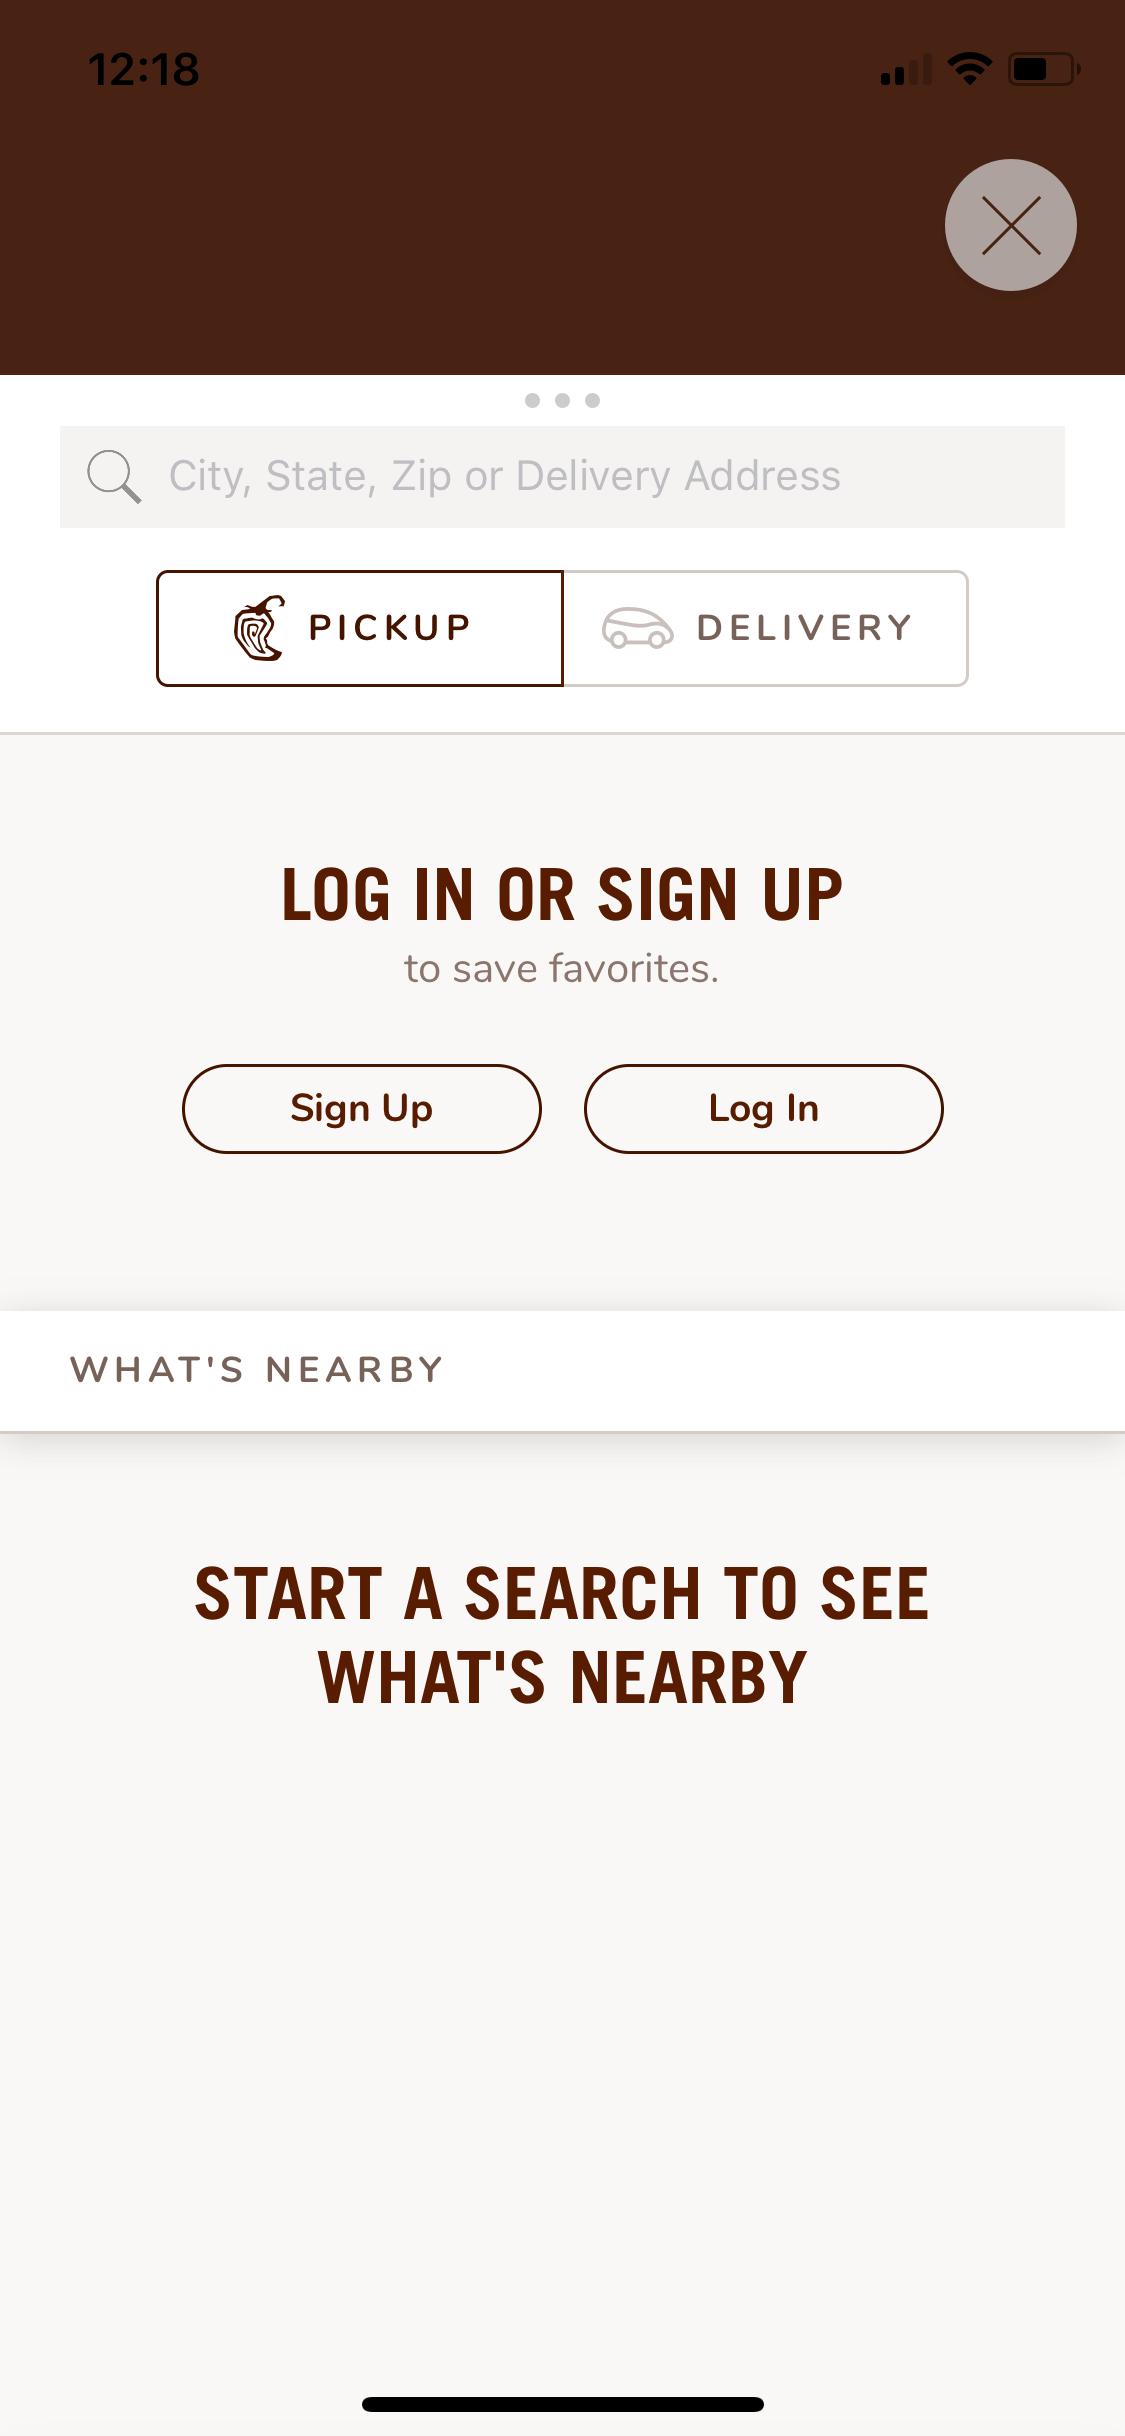 12:18
City, State, Zip or Delivery Address
PICKUP
DELIVERY
LOG IN OR SIGN UP
to save favorites.
Sign Up
Log In
WHAT'S NEARBY
START A SEARCH TO SEE
WHAT'S NEARBY